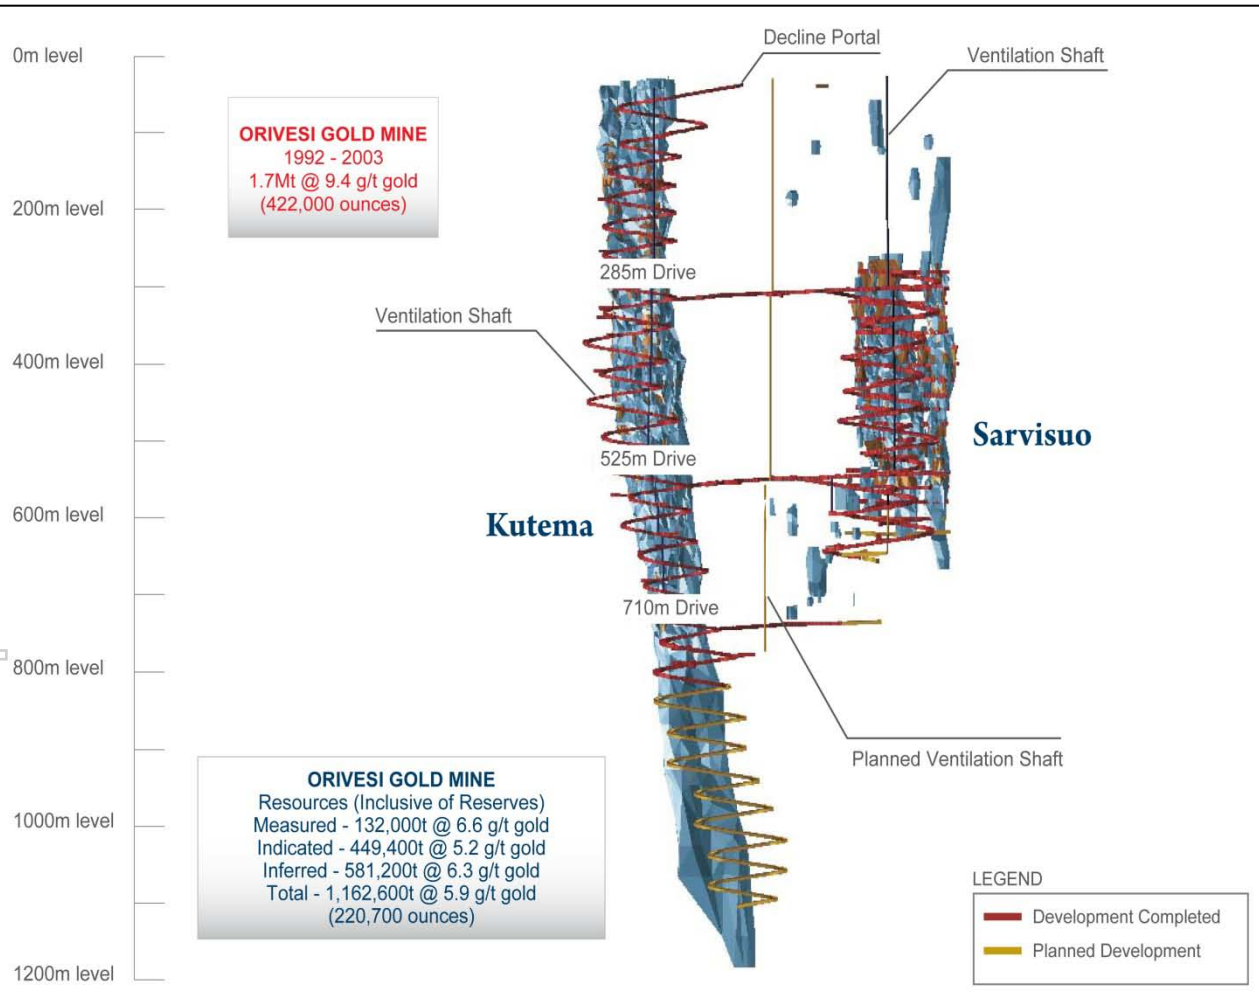 Decline Portal
0m level
Ventilation Shaft
ORIVESI GOLD MINE
1992 - 2003
1.7Mt @ 9.4 g/t gold
(422,000 ounces)
200m level
285m Drive
Ventilation Shaft
400m level
Sarvisuo
525m Drive
600m level
Kutema
710m Drive
800m level
Planned Ventilation Shaft
ORIVESI GOLD MINE
Resources (Inclusive of Reserves)
Measured - 132,000t @ 6.6 g/t gold
Indicated - 449,400t @ 5.2 g/t gold
Inferred - 581,200t @ 6.3 g/t gold
Total - 1,162,600t @ 5.9 g/t gold
(220,700 ounces)
1000m level
LEGEND
Development Completed
Planned Development
1200m level